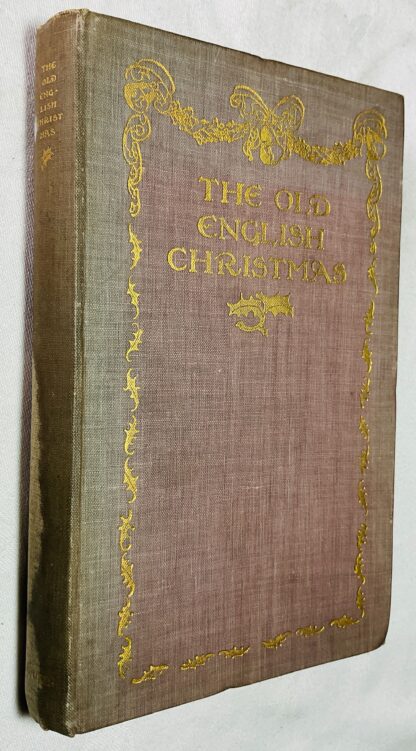 THE
OLD
ENG-
LISH
CHRIST
MAS
THE OLD
ENGLISH
CHRISTMAS